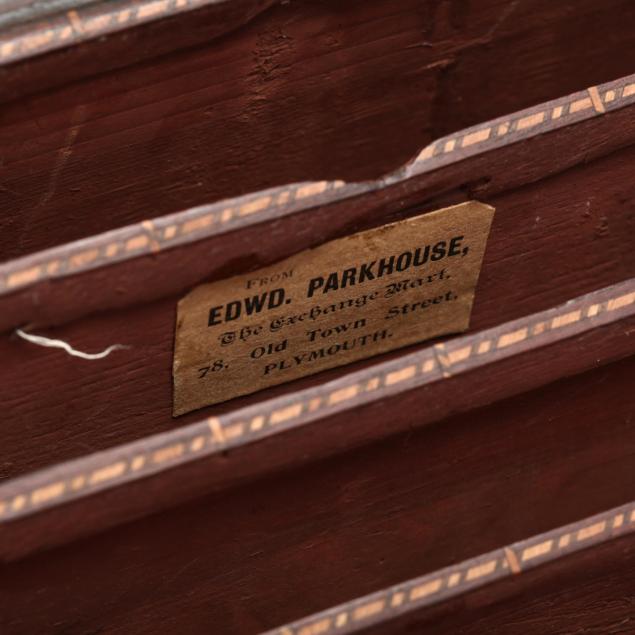 FROM
EDWD. PARKHOUSE,
The Exchange Mart,
78, Old Town Street,
PLYMOUTH.